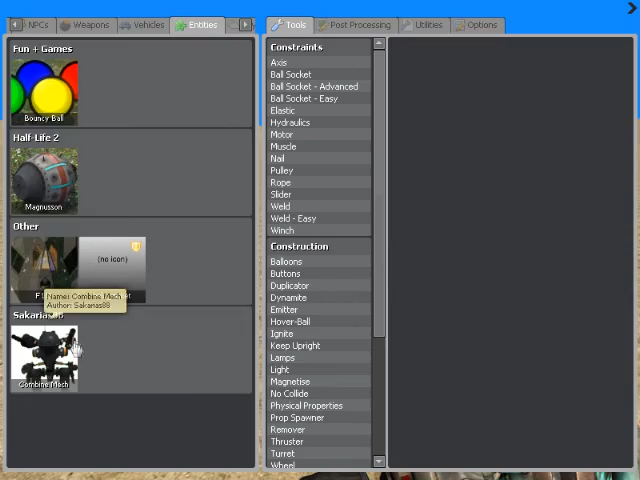 NPCs
Weapons
Vehicles
Entities
Tools
Post Processing
Utilities
Options
Fun + Games
Bouncy Ball
Half-Life 2
Magnusson
Other
(no icon)
Name: Combine Mech
Author: Sakarias88
Combine Mech
Constraints
Axis
Ball Socket
Ball Socket - Advanced
Ball Socket - Easy
Elastic
Hydraulics
Motor
Muscle
Nail
Pulley
Rope
Slider
Weld
Weld - Easy
Winch
Construction
Balloons
Buttons
Duplicator
Dynamite
Emitter
Hover-Ball
Ignite
Keep Upright
Lamps
Light
Magnetise
No Collide
Physical Properties
Prop Spawner
Remover
Thruster
Turret
Wheel